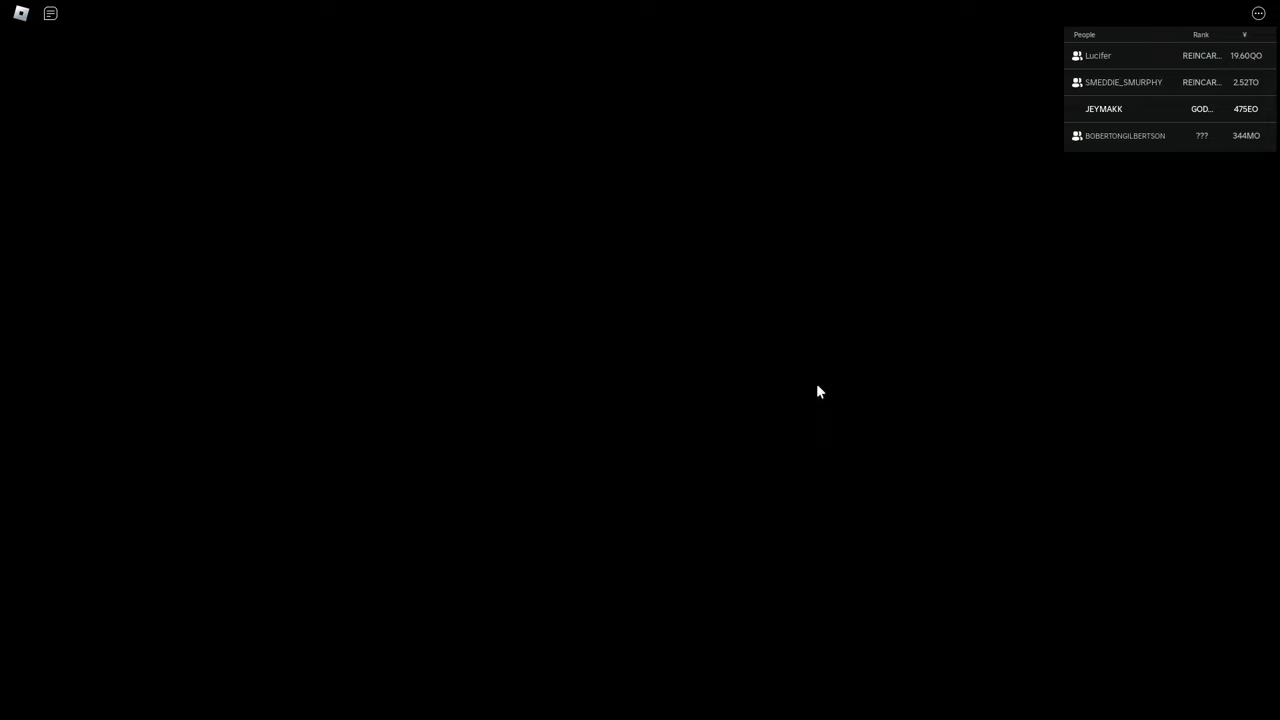 People Rank ¥
Lucifer REINCAR... 19.60QO
SMEDDIE_SMURPHY REINCAR... 2.52TO
JEYMAKK GOD... 475EO
BOBERTONGILBERTSON ??? 344MO